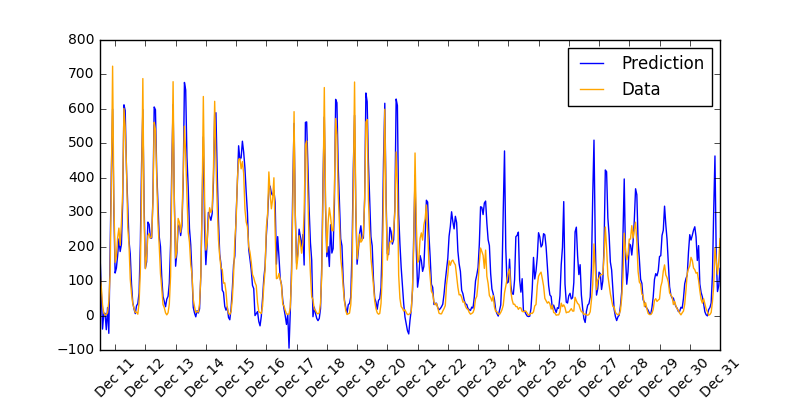 800
700
600
500
400
300
200
100
0
−100
Prediction
Data
Dec 11
Dec 12
Dec 13
Dec 14
Dec 15
Dec 16
Dec 17
Dec 18
Dec 19
Dec 20
Dec 21
Dec 22
Dec 23
Dec 24
Dec 25
Dec 26
Dec 27
Dec 28
Dec 29
Dec 30
Dec 31